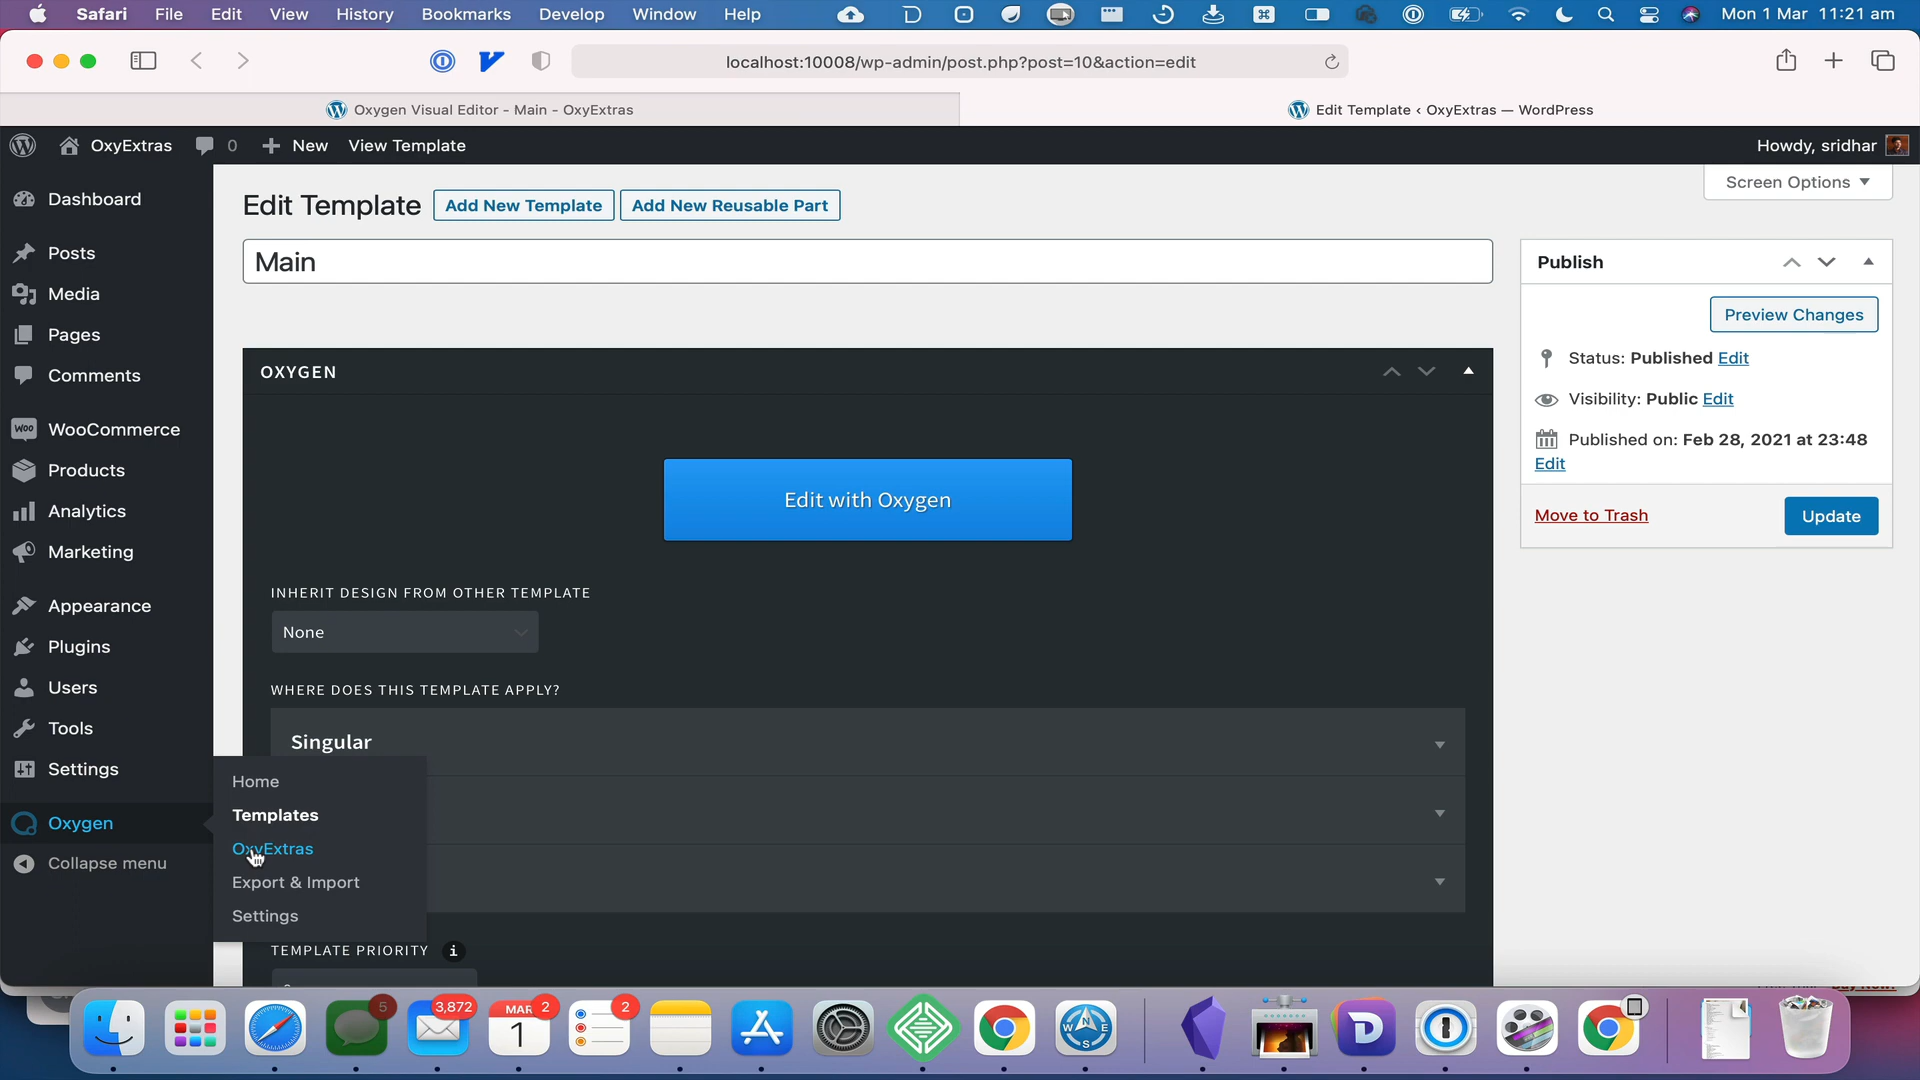 Safari File Edit View History Bookmarks Develop Window Help Mon 1 Mar 11:21 am
localhost:10008/wp-admin/post.php?post=10&action=edit
Oxygen Visual Editor - Main - OxyExtras
Edit Template ‹ OxyExtras — WordPress
OxyExtras 0 New View Template Howdy, sridhar
Screen Options
Dashboard
Posts
Media
Pages
Comments
WooCommerce
Products
Analytics
Marketing
Appearance
Plugins
Users
Tools
Settings
Oxygen
Collapse menu
Home
Templates
OxyExtras
Export & Import
Settings
Edit Template Add New Template Add New Reusable Part
Main
OXYGEN
Edit with Oxygen
INHERIT DESIGN FROM OTHER TEMPLATE
None
WHERE DOES THIS TEMPLATE APPLY?
Singular
TEMPLATE PRIORITY i
Publish
Preview Changes
Status: Published Edit
Visibility: Public Edit
Published on: Feb 28, 2021 at 23:48
Edit
Move to Trash Update
5
3,872
MAR 2
1
2